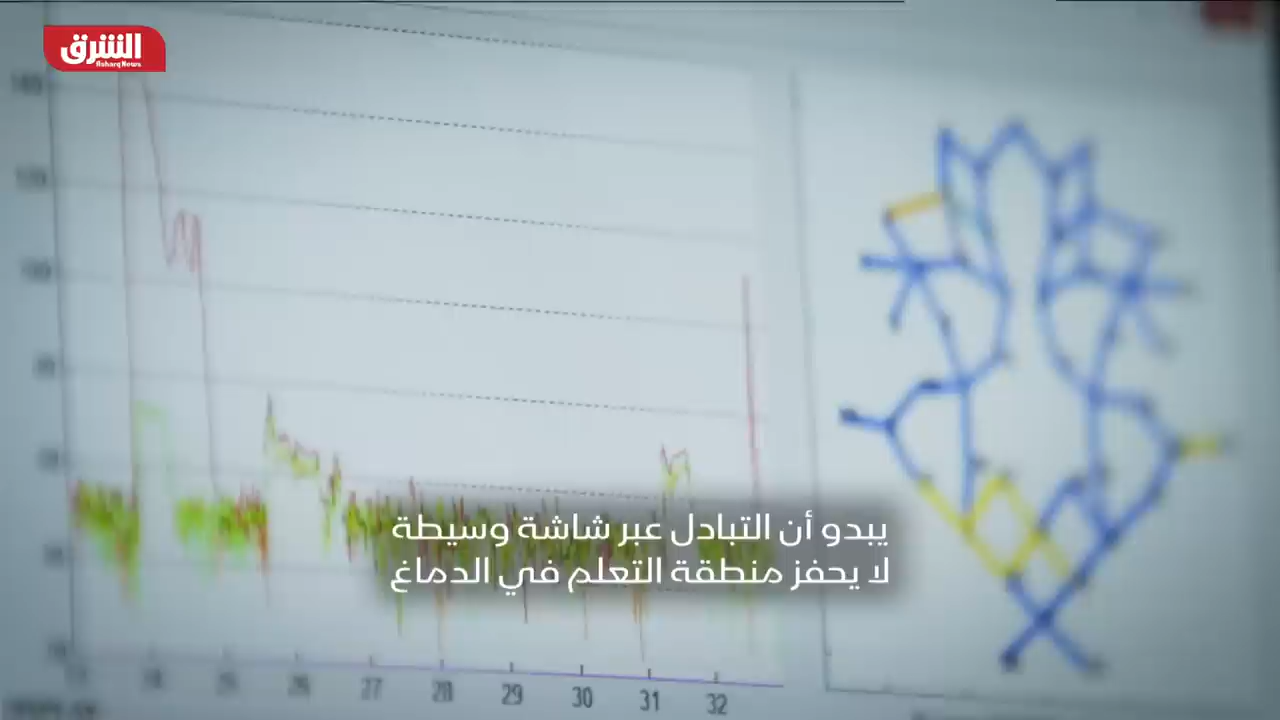 الشرق
Asharq News
يبدو أن التبادل عبر شاشة وسيطة
لا يحفز منطقة التعلم في الدماغ
26 27 28 29 30 31 32